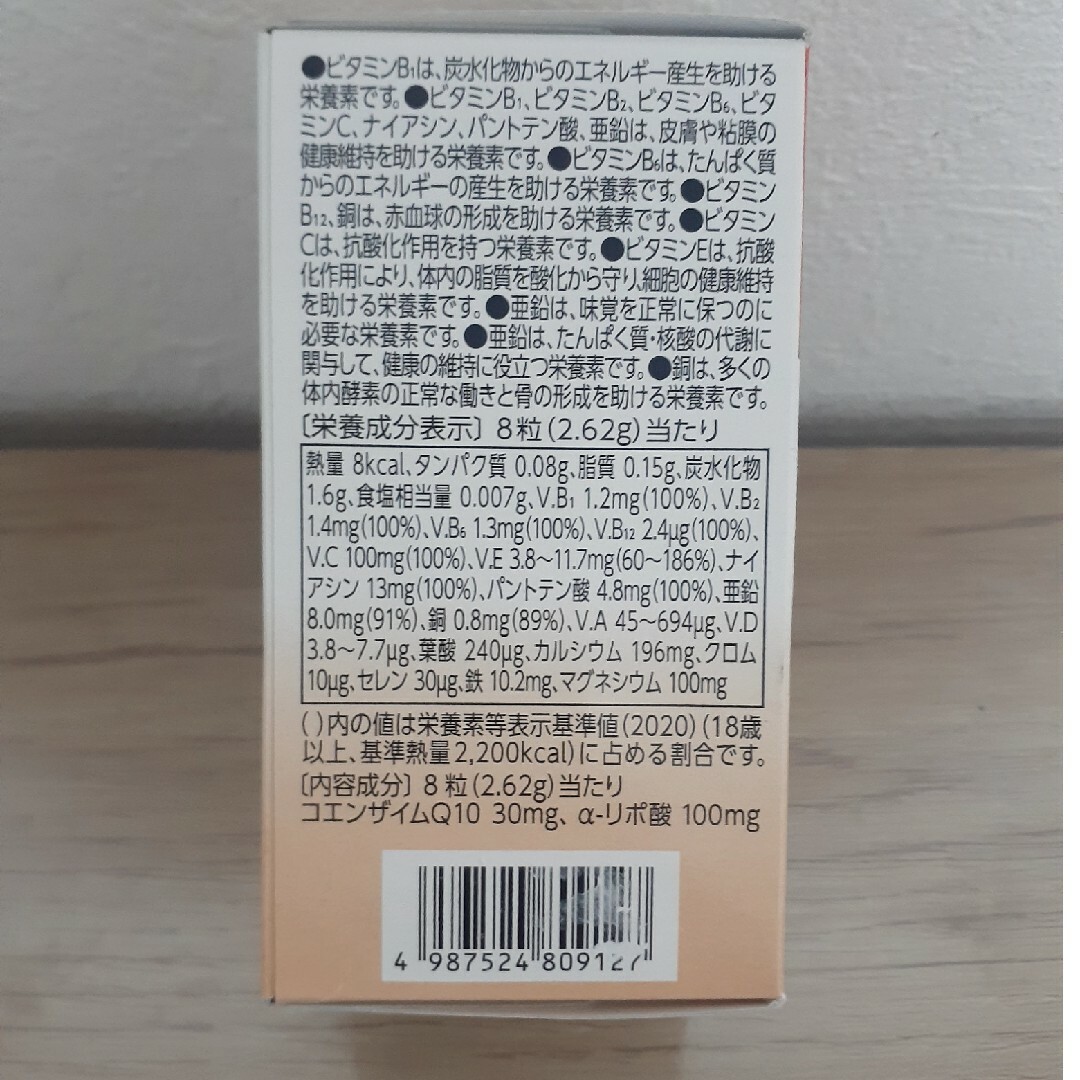 ●ビタミンB₁は、炭水化物からのエネルギー産生を助ける
栄養素です。●ビタミンB₁、ビタミンB₂、ビタミンB₆、ビタ
ミンC、ナイアシン、パントテン酸、亜鉛は、皮膚や粘膜の
健康維持を助ける栄養素です。●ビタミンB₆は、たんぱく質
からのエネルギーの産生を助ける栄養素です。●ビタミン
B₁₂、銅は、赤血球の形成を助ける栄養素です。●ビタミン
Cは、抗酸化作用を持つ栄養素です。●ビタミンEは、抗酸
化作用により、体内の脂質を酸化から守り、細胞の健康維持
を助ける栄養素です。●亜鉛は、味覚を正常に保つのに
必要な栄養素です。●亜鉛は、たんぱく質・核酸の代謝に
関与して、健康の維持に役立つ栄養素です。●銅は、多くの
体内酵素の正常な働きと骨の形成を助ける栄養素です。
〔栄養成分表示〕8粒(2.62g)当たり
熱量 8kcal、タンパク質 0.08g、脂質 0.15g、炭水化物
1.6g、食塩相当量 0.007g、V.B₁ 1.2mg(100%)、V.B₂
1.4mg(100%)、V.B₆ 1.3mg(100%)、V.B₁₂ 2.4μg(100%)、
V.C 100mg(100%)、V.E 3.8〜11.7mg(60〜186%)、ナイ
アシン 13mg(100%)、パントテン酸 4.8mg(100%)、亜鉛
8.0mg(91%)、銅 0.8mg(89%)、V.A 45〜694μg、V.D
3.8〜7.7μg、葉酸 240μg、カルシウム 196mg、クロム
10μg、セレン 30μg、鉄 10.2mg、マグネシウム 100mg
( )内の値は栄養素等表示基準値(2020)(18歳
以上、基準熱量2,200kcal)に占める割合です。
〔内容成分〕8粒(2.62g)当たり
コエンザイムQ10 30mg、α-リポ酸 100mg
4 987524 809127